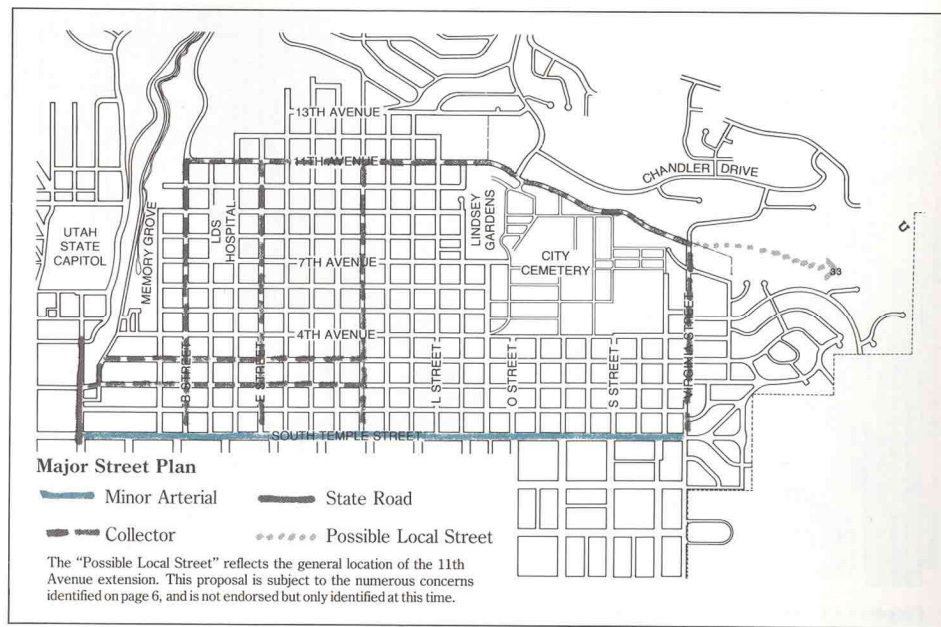 13TH AVENUE
11TH AVENUE
CHANDLER DRIVE
UTAH
STATE
CAPITOL
MEMORY GROVE
LDS
HOSPITAL
LINDSEY
GARDENS
CITY
CEMETERY
7TH AVENUE
U
33
4TH AVENUE
B STREET
E STREET
L STREET
O STREET
S STREET
VIRGINIA STREET
SOUTH TEMPLE STREET
Major Street Plan
Minor Arterial
State Road
Collector
Possible Local Street
The "Possible Local Street" reflects the general location of the 11th
Avenue extension. This proposal is subject to the numerous concerns
identified on page 6, and is not endorsed but only identified at this time.